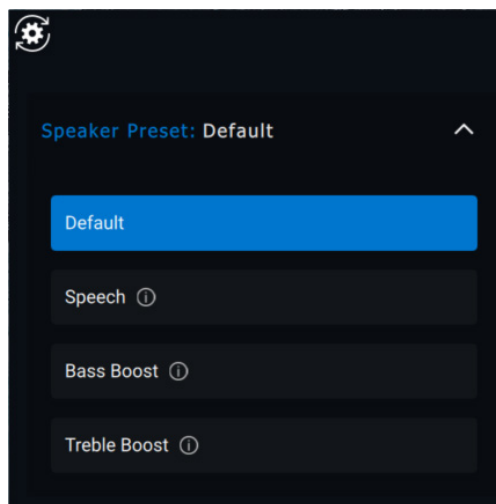 Speaker Preset: Default
Default
Speech
Bass Boost
Treble Boost